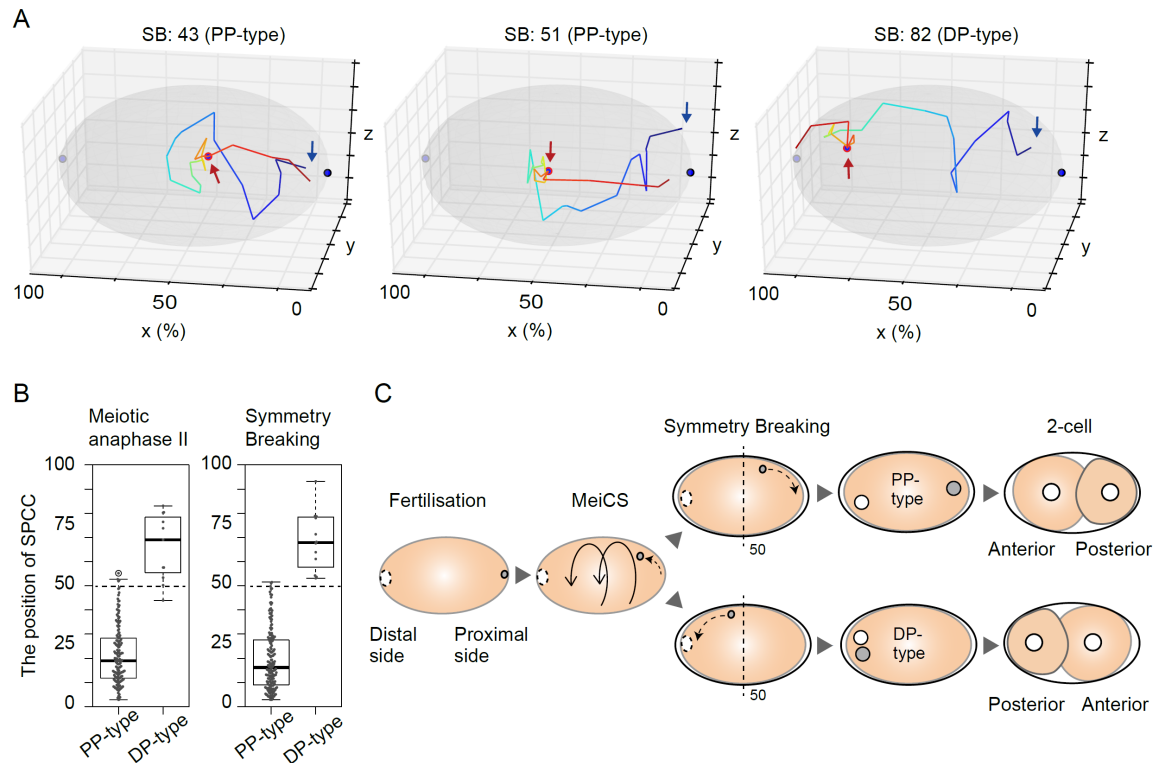 A
SB: 43 (PP-type)
SB: 51 (PP-type)
SB: 82 (DP-type)
z
y
100
50
0
x (%)
z
y
100
50
0
x (%)
z
y
100
50
0
x (%)
B
Meiotic
anaphase II
Symmetry
Breaking
The position of SPCC
100
75
50
25
0
100
75
50
25
0
PP-type
DP-type
PP-type
DP-type
C
Symmetry Breaking
2-cell
Fertilisation
MeiCS
PP-
type
50
Anterior
Posterior
Distal
side
Proximal
side
DP-
type
50
Posterior
Anterior